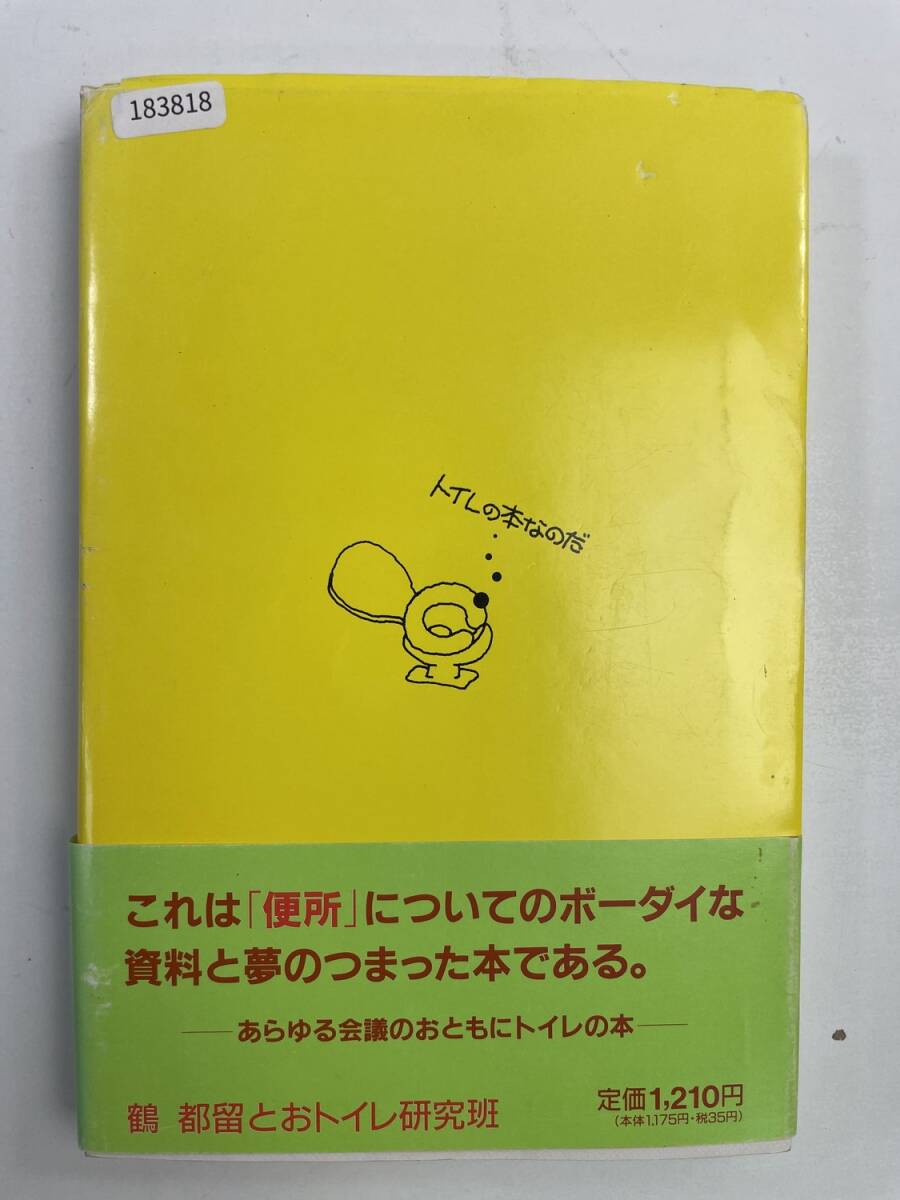 183818
トイレの本なのだ
これは「便所」についてのボーダイな
資料と夢のつまった本である。
──あらゆる会議のおともにトイレの本──
鶴 都留とおトイレ研究班
定価1,210円
(本体1,175円・税35円)